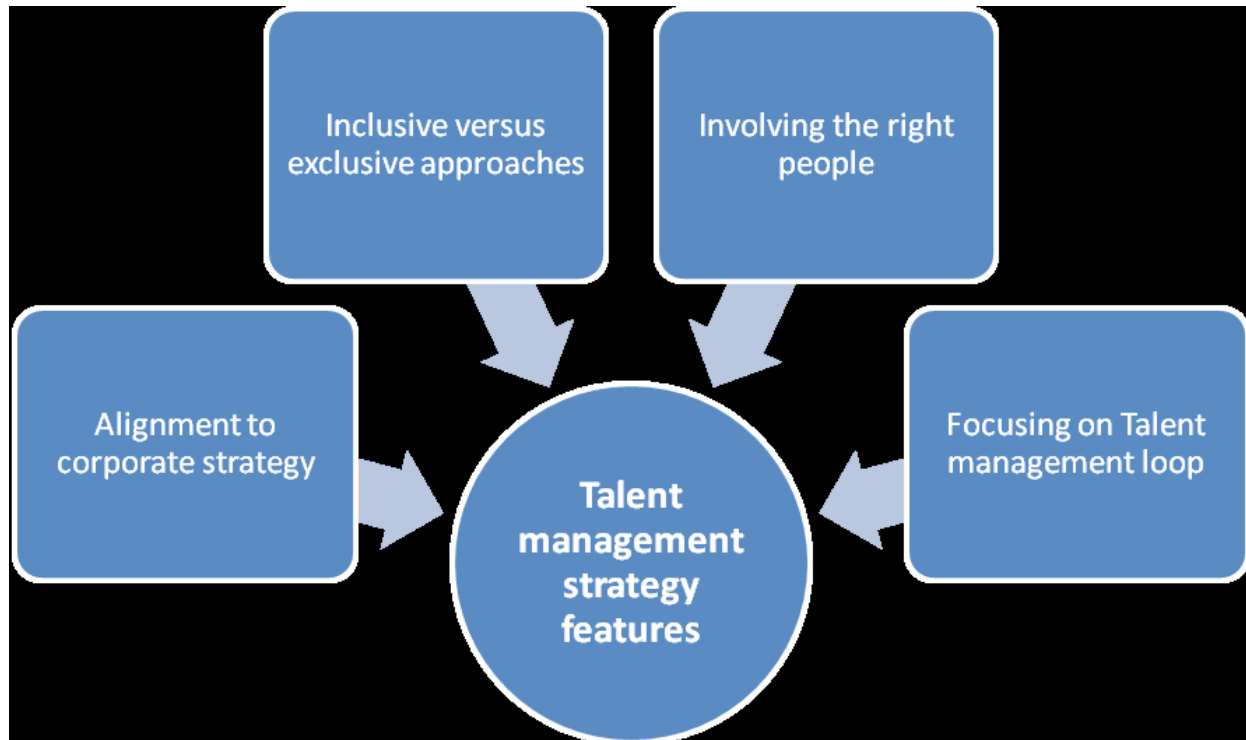 Inclusive versus
exclusive approaches
Involving the right
people
Alignment to
corporate strategy
Focusing on Talent
management loop
Talent
management
strategy
features